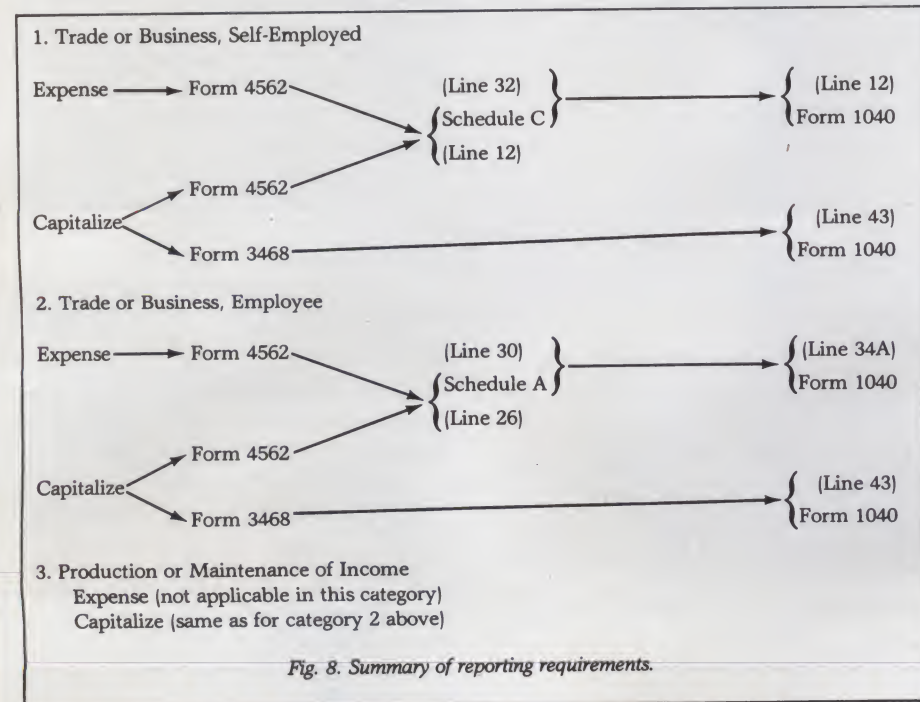 1. Trade or Business, Self-Employed
Expense Form 4562 (Line 32) (Line 12)
Schedule C Form 1040
(Line 12)
Form 4562
Capitalize (Line 43)
Form 3468 Form 1040
2. Trade or Business, Employee
Expense Form 4562 (Line 30) (Line 34A)
Schedule A Form 1040
(Line 26)
Form 4562
Capitalize (Line 43)
Form 3468 Form 1040
3. Production or Maintenance of Income
Expense (not applicable in this category)
Capitalize (same as for category 2 above)
Fig. 8. Summary of reporting requirements.